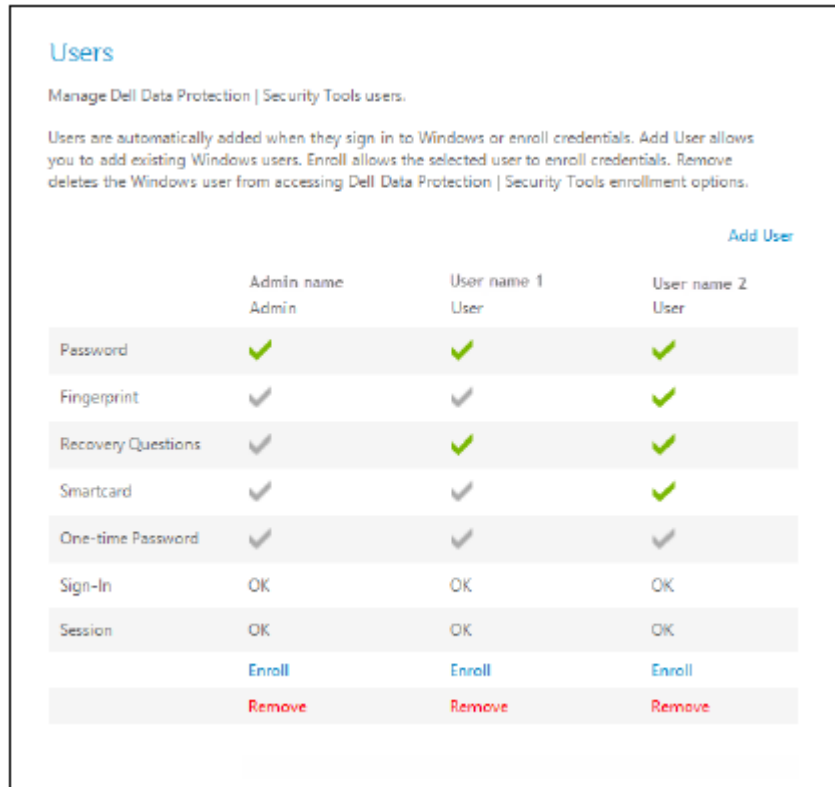 Users
Manage Dell Data Protection | Security Tools users.
Users are automatically added when they sign in to Windows or enroll credentials. Add User allows
you to add existing Windows users. Enroll allows the selected user to enroll credentials. Remove
deletes the Windows user from accessing Dell Data Protection | Security Tools enrollment options.
Add User
Admin name User name 1 User name 2
Admin User User
Password
Fingerprint
Recovery Questions
Smartcard
One-time Password
Sign-In OK OK OK
Session OK OK OK
Enroll Enroll Enroll
Remove Remove Remove